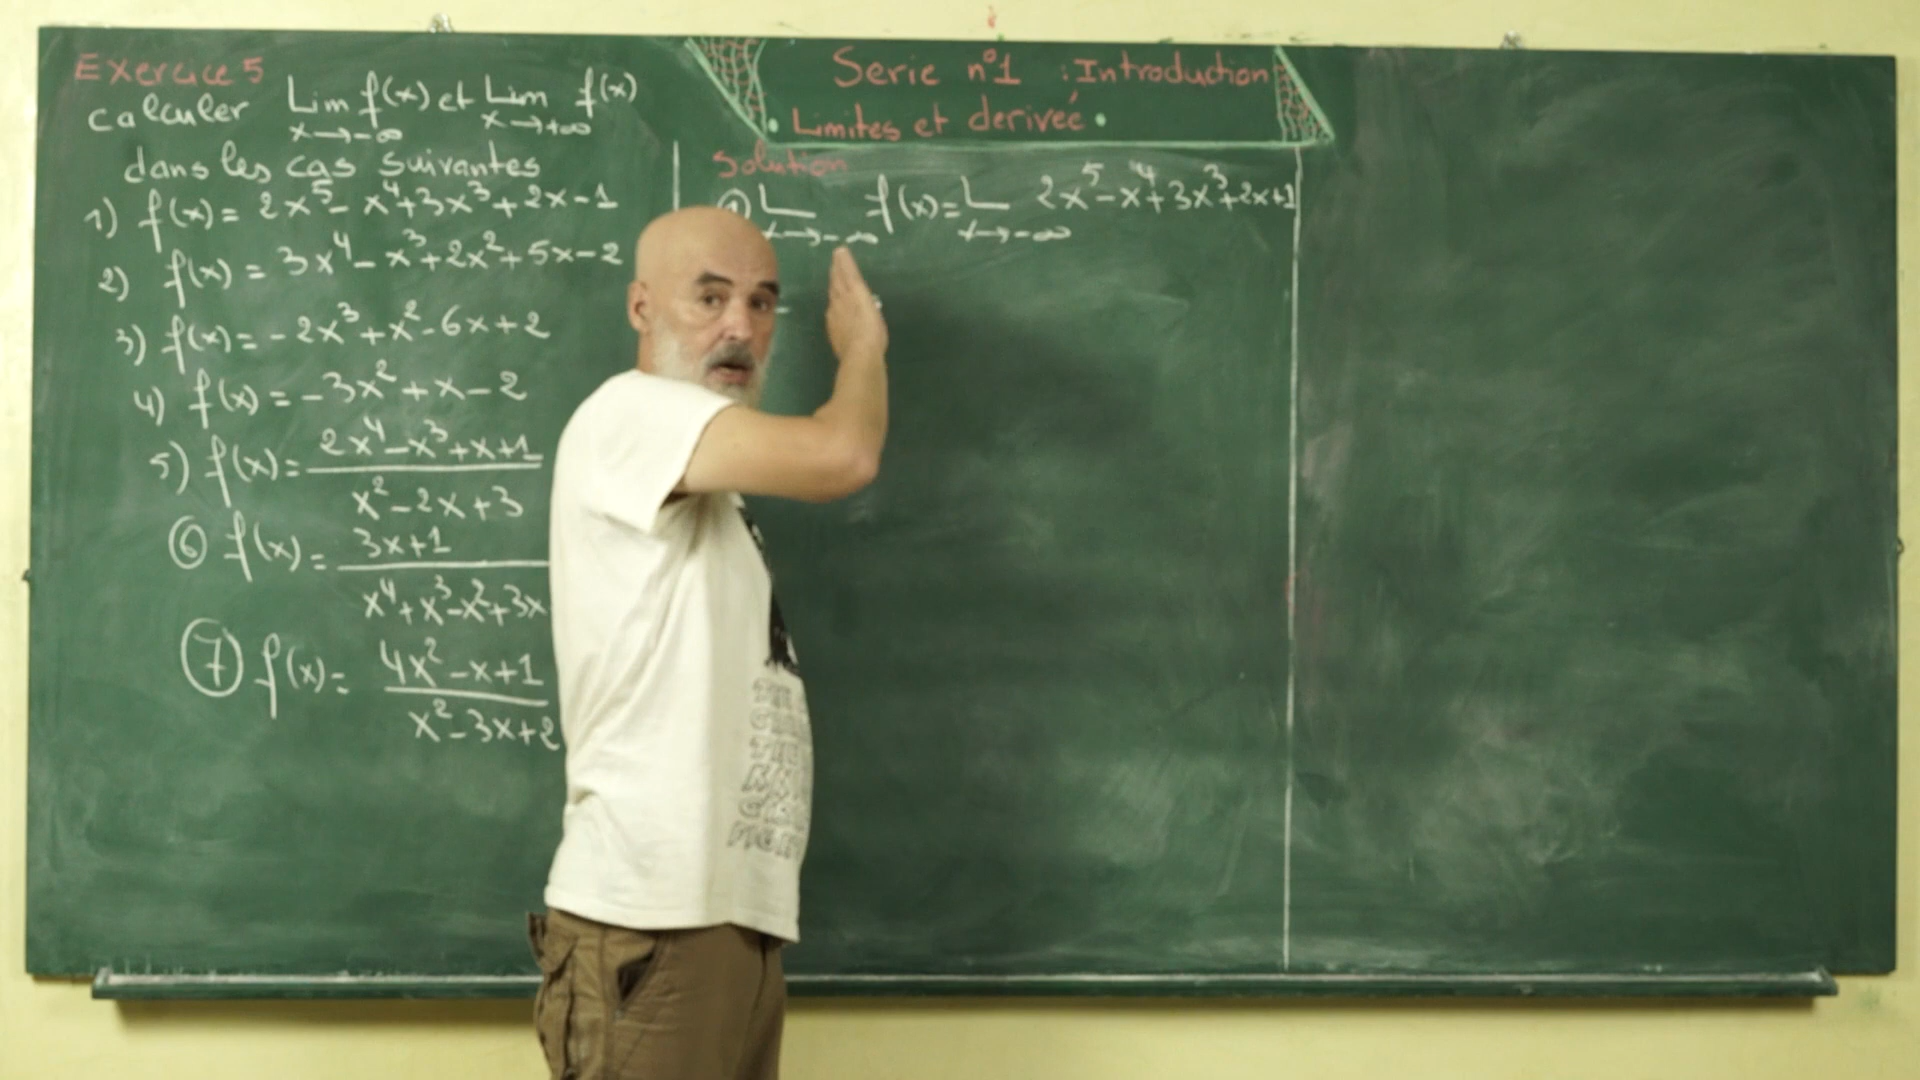 Exercice 5
calculer Lim f(x) et Lim f(x)
x→-∞ x→+∞
dans les cas suivantes
1) f(x) = 2x⁵ - x⁴ + 3x³ + 2x - 1
2) f(x) = 3x⁴ - x³ + 2x² + 5x - 2
3) f(x) = - 2x³ + x² - 6x + 2
4) f(x) = - 3x² + x - 2
5) f(x) = 2x⁴ - x³ + x + 1
x² - 2x + 3
⑥ f(x) = 3x + 1
x⁴ + x³ - x² + 3x
⑦ f(x) = 4x² - x + 1
x² - 3x + 2
Serie n°1 : Introduction
• Limites et deriveé •
Solution
① L f(x) = L 2x⁵ - x⁴ + 3x³ + 2x + 1
x→-∞ x→-∞